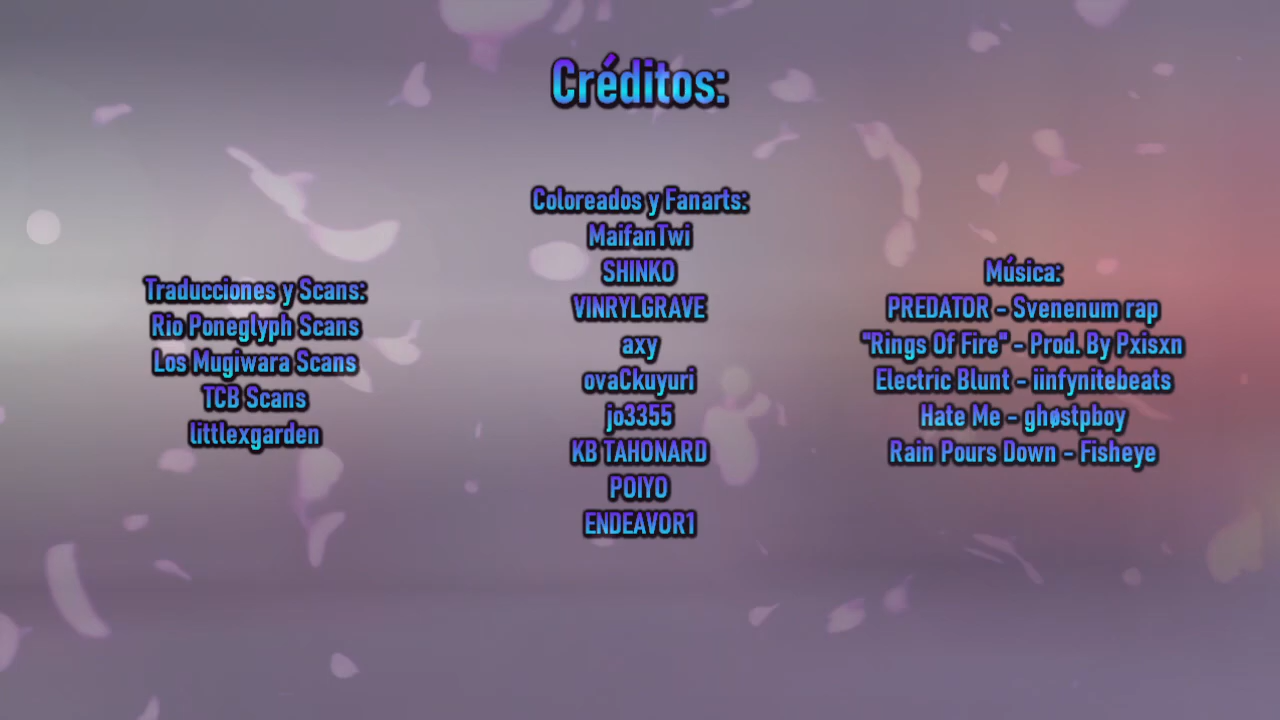 Créditos:
Traducciones y Scans:
Rio Poneglyph Scans
Los Mugiwara Scans
TCB Scans
littlexgarden
Coloreados y Fanarts:
MaifanTwi
SHINKO
VINRYLGRAVE
axy
ovaCkuyuri
jo3355
KB TAHONARD
POIYO
ENDEAVOR1
Música:
PREDATOR - Svenenum rap
"Rings Of Fire" - Prod. By Pxisxn
Electric Blunt - iinfynitebeats
Hate Me - ghøstpboy
Rain Pours Down - Fisheye